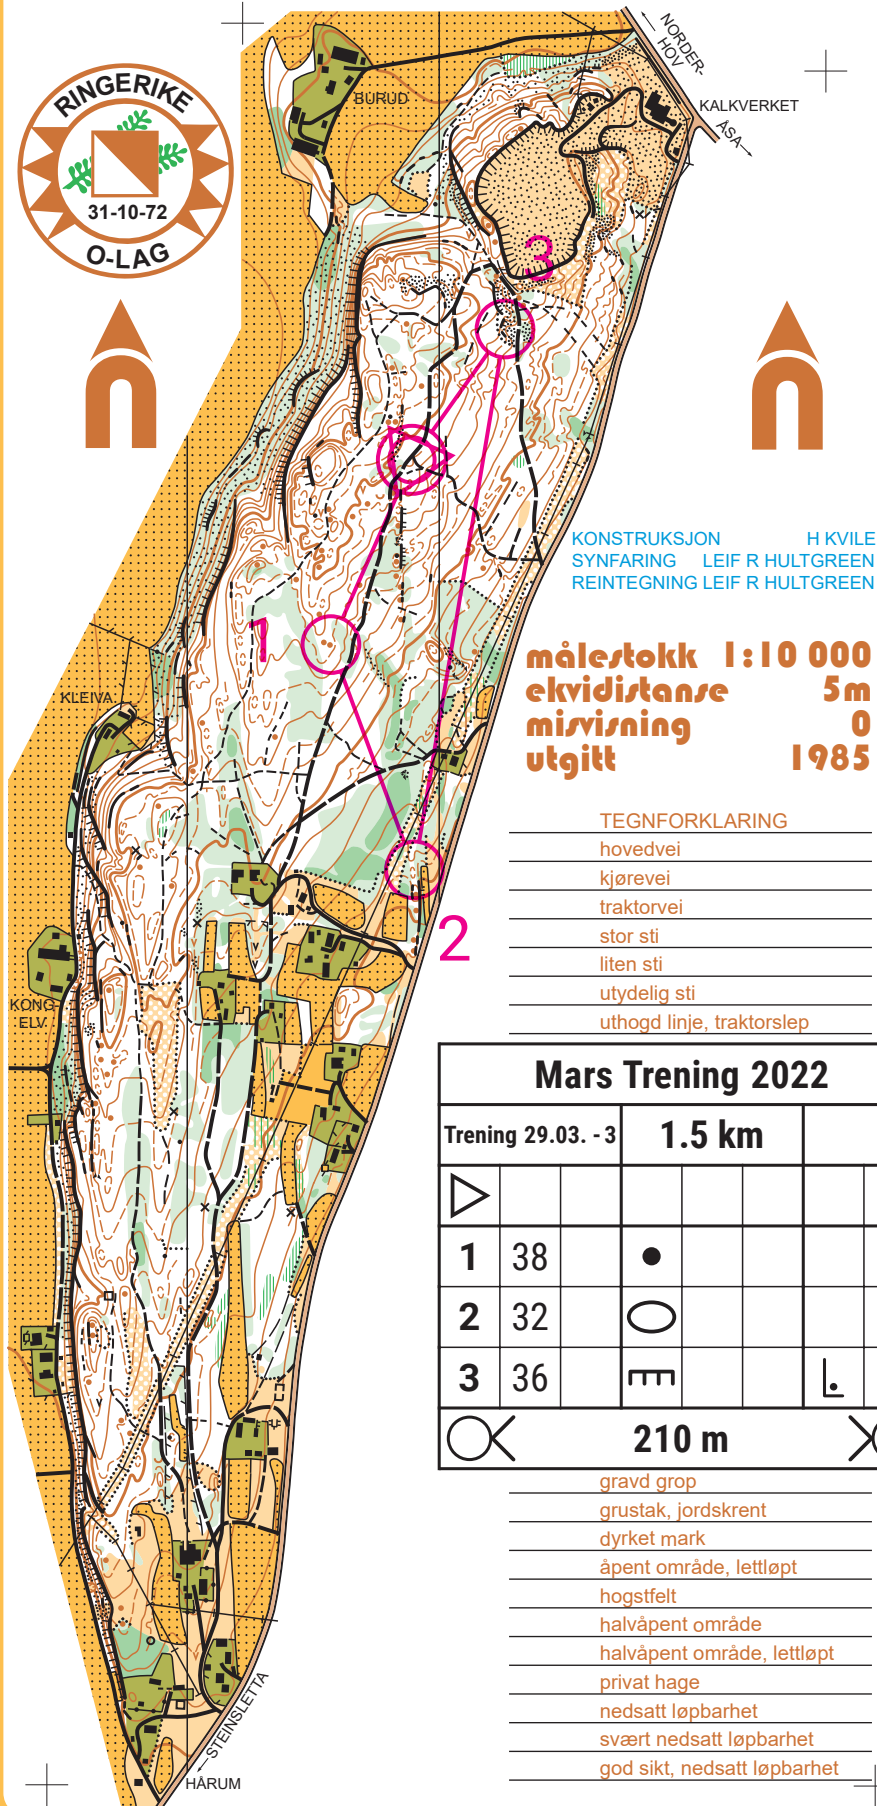 RINGERIKE
31-10-72
O-LAG
NORDER-
HOV
BURUD
KALKVERKET
ÅSA
3
KONSTRUKSJON H KVILE
SYNFARING LEIF R HULTGREEN
REINTEGNING LEIF R HULTGREEN
1
målestokk 1:10 000
ekvidistanse 5m
misvisning 0
utgitt 1985
KLEIVA
TEGNFORKLARING
hovedvei
kjørevei
traktorvei
stor sti
liten sti
utydelig sti
uthogd linje, traktorslep
2
KONG-
ELV
Mars Trening 2022
Trening 29.03. - 3 1.5 km
1 38
2 32
3 36
210 m
gravd grop
grustak, jordskrent
dyrket mark
åpent område, lettløpt
hogstfelt
halvåpent område
halvåpent område, lettløpt
privat hage
nedsatt løpbarhet
svært nedsatt løpbarhet
god sikt, nedsatt løpbarhet
STEINSLETTA
HÅRUM